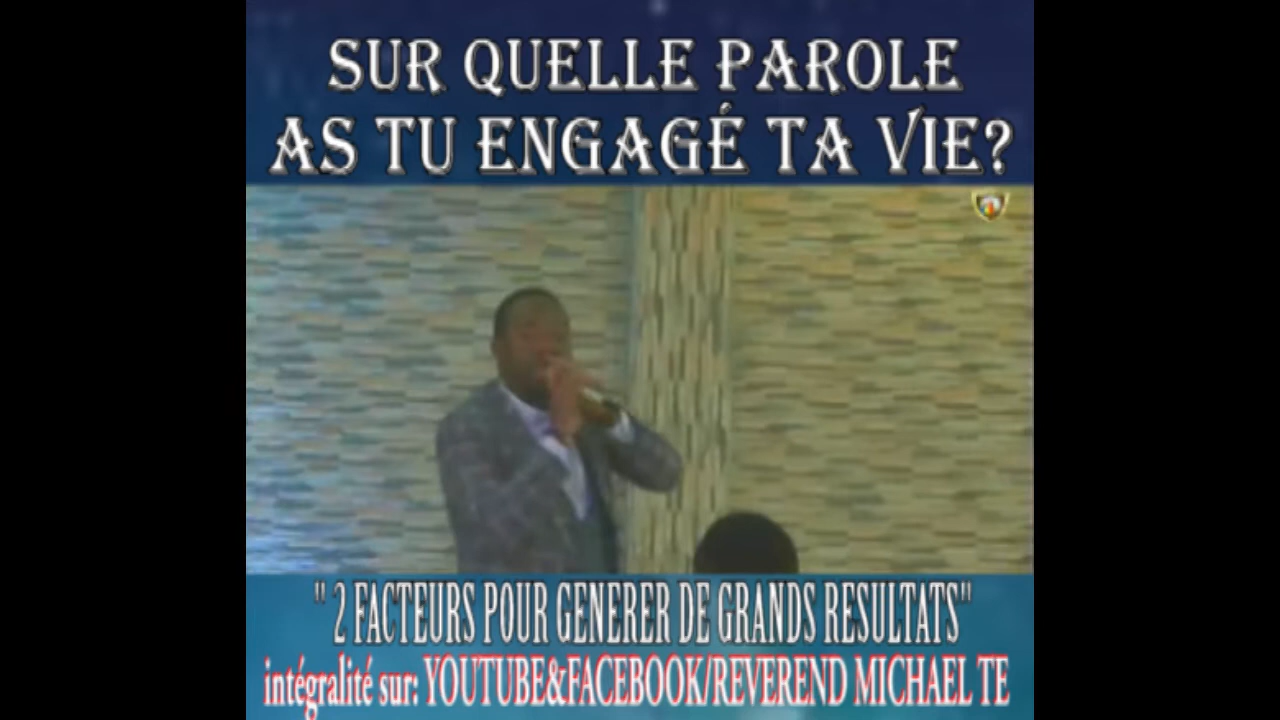 SUR QUELLE PAROLE
AS TU ENGAGÉ TA VIE?
" 2 FACTEURS POUR GENERER DE GRANDS RESULTATS"
intégralité sur: YOUTUBE&FACEBOOK/REVEREND MICHAEL TE